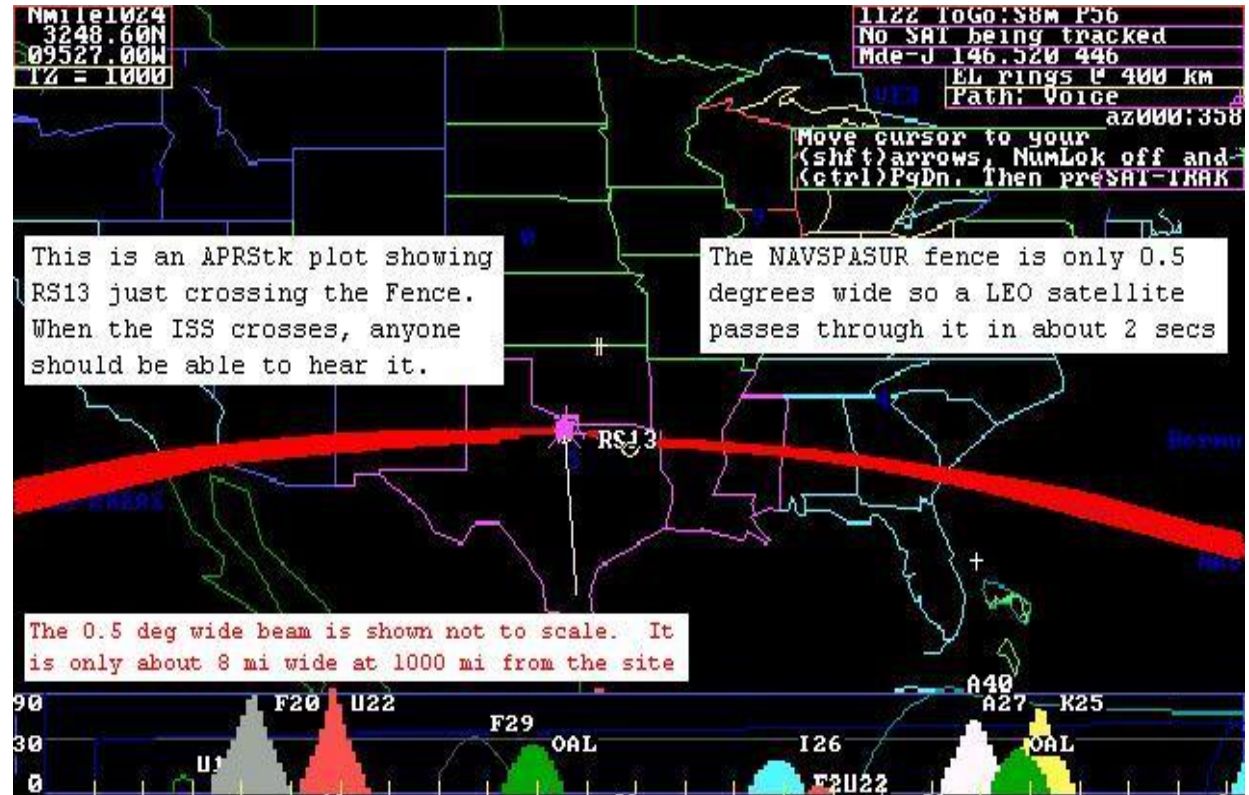 Nmile1024
3248.60N
09527.00W
TZ = 1000
1122 ToGo:S8m P56
No SAT being tracked
Mde-J 146.520 446
EL rings @ 400 km
Path: Voice
az000:358
Move cursor to your
(shft)arrows, NumLok off and
(ctrl)PgDn. Then pre
SAT-TRAK
VE3
This is an APRStk plot showing
RS13 just crossing the Fence.
When the ISS crosses, anyone
should be able to hear it.
The NAVSPASUR fence is only 0.5
degrees wide so a LEO satellite
passes through it in about 2 secs
RS13
The 0.5 deg wide beam is shown not to scale. It
is only about 8 mi wide at 1000 mi from the site
90
30
0
U1
F20
U22
F29
OAL
I26
F2U22
A40
A27
K25
OAL